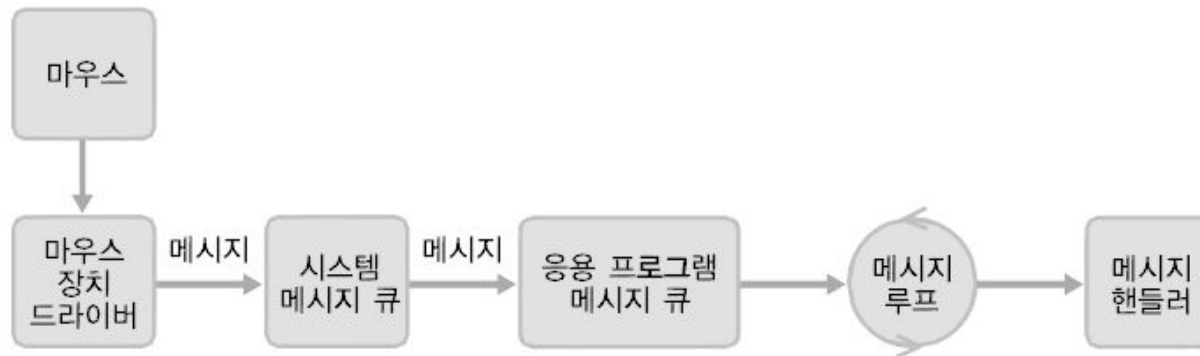 마우스
마우스
장치
드라이버
메시지
시스템
메시지 큐
메시지
응용 프로그램
메시지 큐
메시지
루프
메시지
핸들러